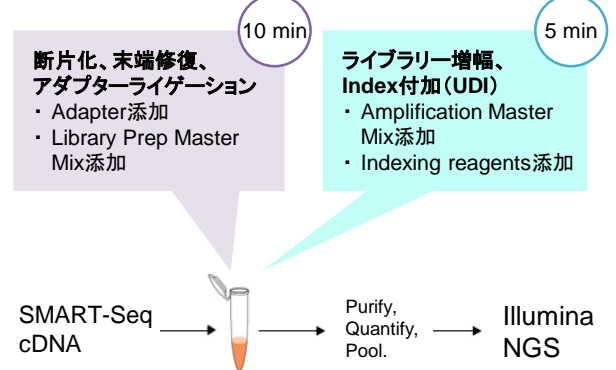 10 min
断片化、末端修復、
アダプターライゲーション
・ Adapter添加
・ Library Prep Master
Mix添加
5 min
ライブラリー増幅、
Index付加（UDI）
・ Amplification Master
Mix添加
・ Indexing reagents添加
SMART-Seq
cDNA
Purify,
Quantify,
Pool.
Illumina
NGS